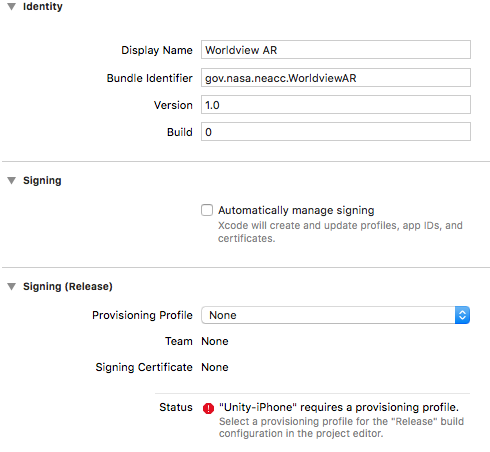 Identity
Display Name Worldview AR
Bundle Identifier gov.nasa.neacc.WorldviewAR
Version 1.0
Build 0
Signing
Automatically manage signing
Xcode will create and update profiles, app IDs, and
certificates.
Signing (Release)
Provisioning Profile None
Team None
Signing Certificate None
Status "Unity-iPhone" requires a provisioning profile.
Select a provisioning profile for the "Release" build
configuration in the project editor.